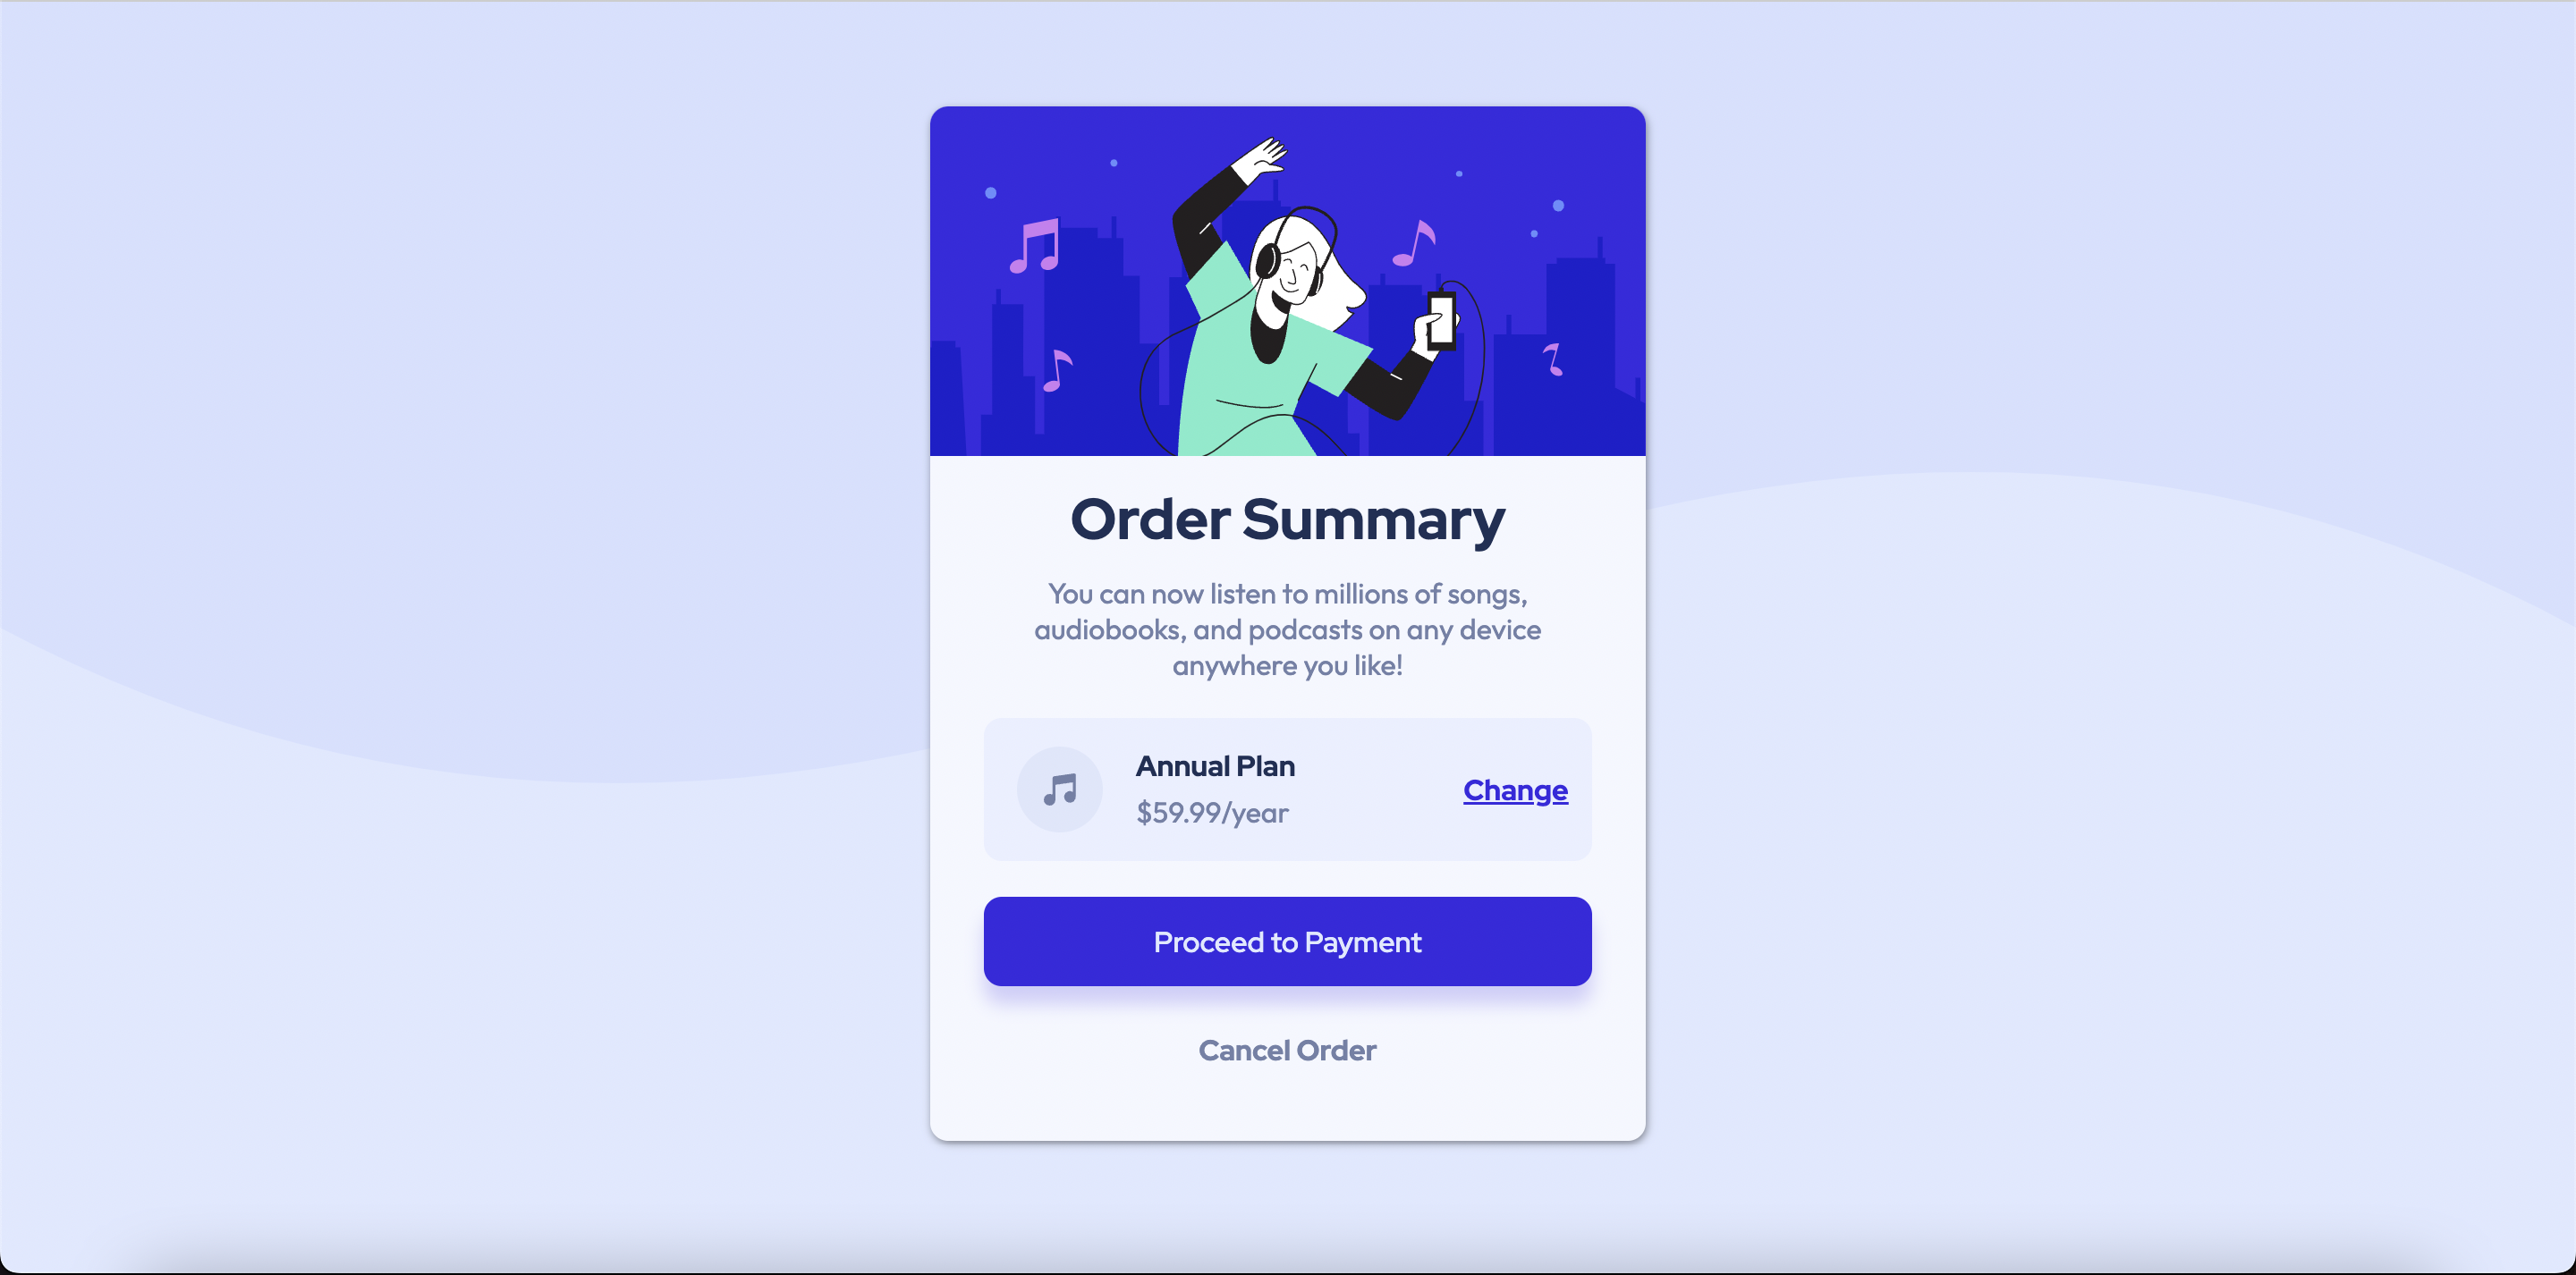 Order Summary
You can now listen to millions of songs,
audiobooks, and podcasts on any device
anywhere you like!
Annual Plan
$59.99/year
Change
Proceed to Payment
Cancel Order